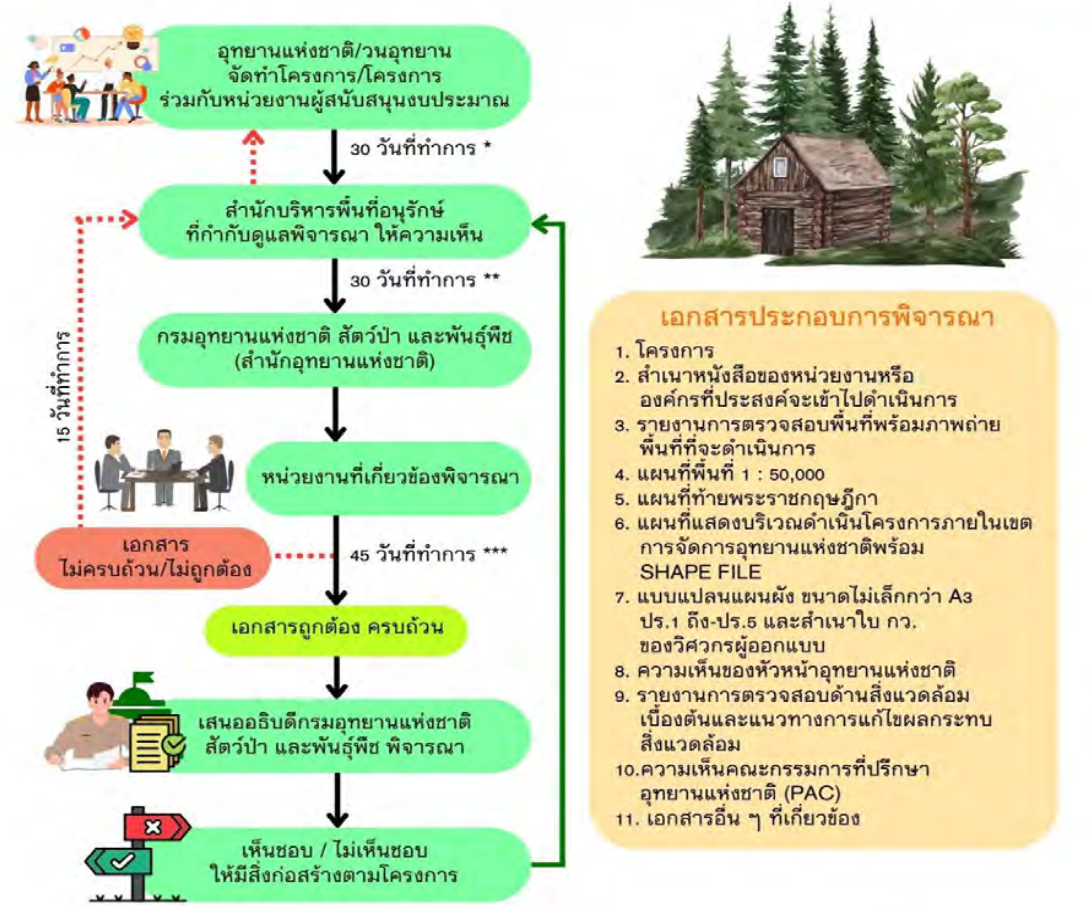 อุทยานแห่งชาติ/วนอุทยาน
จัดทำโครงการ/โครงการ
ร่วมกับหน่วยงานผู้สนับสนุนงบประมาณ
30 วันที่ทำการ *
สำนักบริหารพื้นที่อนุรักษ์
ที่กำกับดูแลพิจารณา ให้ความเห็น
30 วันที่ทำการ **
กรมอุทยานแห่งชาติ สัตว์ป่า และพันธุ์พืช
(สำนักอุทยานแห่งชาติ)
15 วันที่ทำการ
หน่วยงานที่เกี่ยวข้องพิจารณา
เอกสาร
ไม่ครบถ้วน/ไม่ถูกต้อง
45 วันที่ทำการ ***
เอกสารถูกต้อง ครบถ้วน
เสนออธิบดีกรมอุทยานแห่งชาติ
สัตว์ป่า และพันธุ์พืช พิจารณา
เห็นชอบ / ไม่เห็นชอบ
ให้มีสิ่งก่อสร้างตามโครงการ
เอกสารประกอบการพิจารณา
1. โครงการ
2. สำเนาหนังสือของหน่วยงานหรือ
องค์กรที่ประสงค์จะเข้าไปดำเนินการ
3. รายงานการตรวจสอบพื้นที่พร้อมภาพถ่าย
พื้นที่ที่จะดำเนินการ
4. แผนที่พื้นที่ 1 : 50,000
5. แผนที่ท้ายพระราชกฤษฎีกา
6. แผนที่แสดงบริเวณดำเนินโครงการภายในเขต
การจัดการอุทยานแห่งชาติพร้อม
SHAPE FILE
7. แบบแปลนแผนผัง ขนาดไม่เล็กกว่า A3
ปร.1 ถึง-ปร.5 และสำเนาใบ กว.
ของวิศวกรผู้ออกแบบ
8. ความเห็นของหัวหน้าอุทยานแห่งชาติ
9. รายงานการตรวจสอบด้านสิ่งแวดล้อม
เบื้องต้นและแนวทางการแก้ไขผลกระทบ
สิ่งแวดล้อม
10.ความเห็นคณะกรรมการที่ปรึกษา
อุทยานแห่งชาติ (PAC)
11. เอกสารอื่น ๆ ที่เกี่ยวข้อง